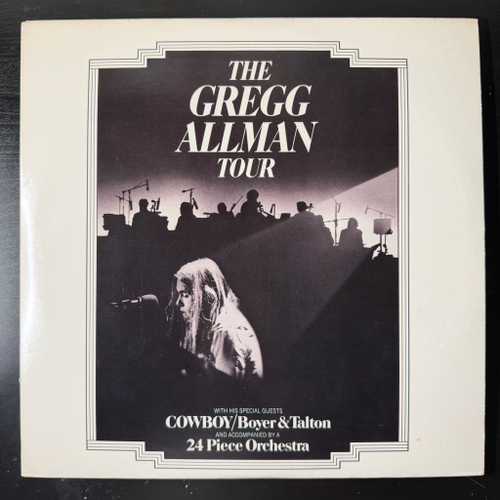 THE
GREGG
ALLMAN
TOUR
WITH HIS SPECIAL GUESTS
COWBOY/Boyer & Talton
AND ACCOMPANIED BY A
24 Piece Orchestra